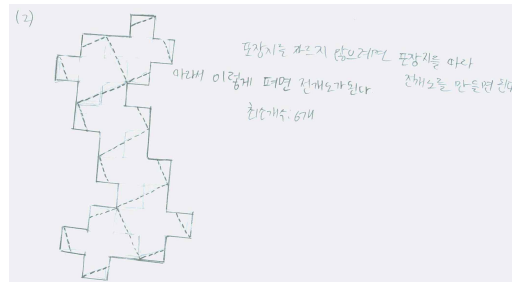 (2)
포장지를 자르지 않으려면 포장지를 따라
따라서 이렇게 펴면 전개도가 된다 전개도를 만들면 된다
최소개수: 6개